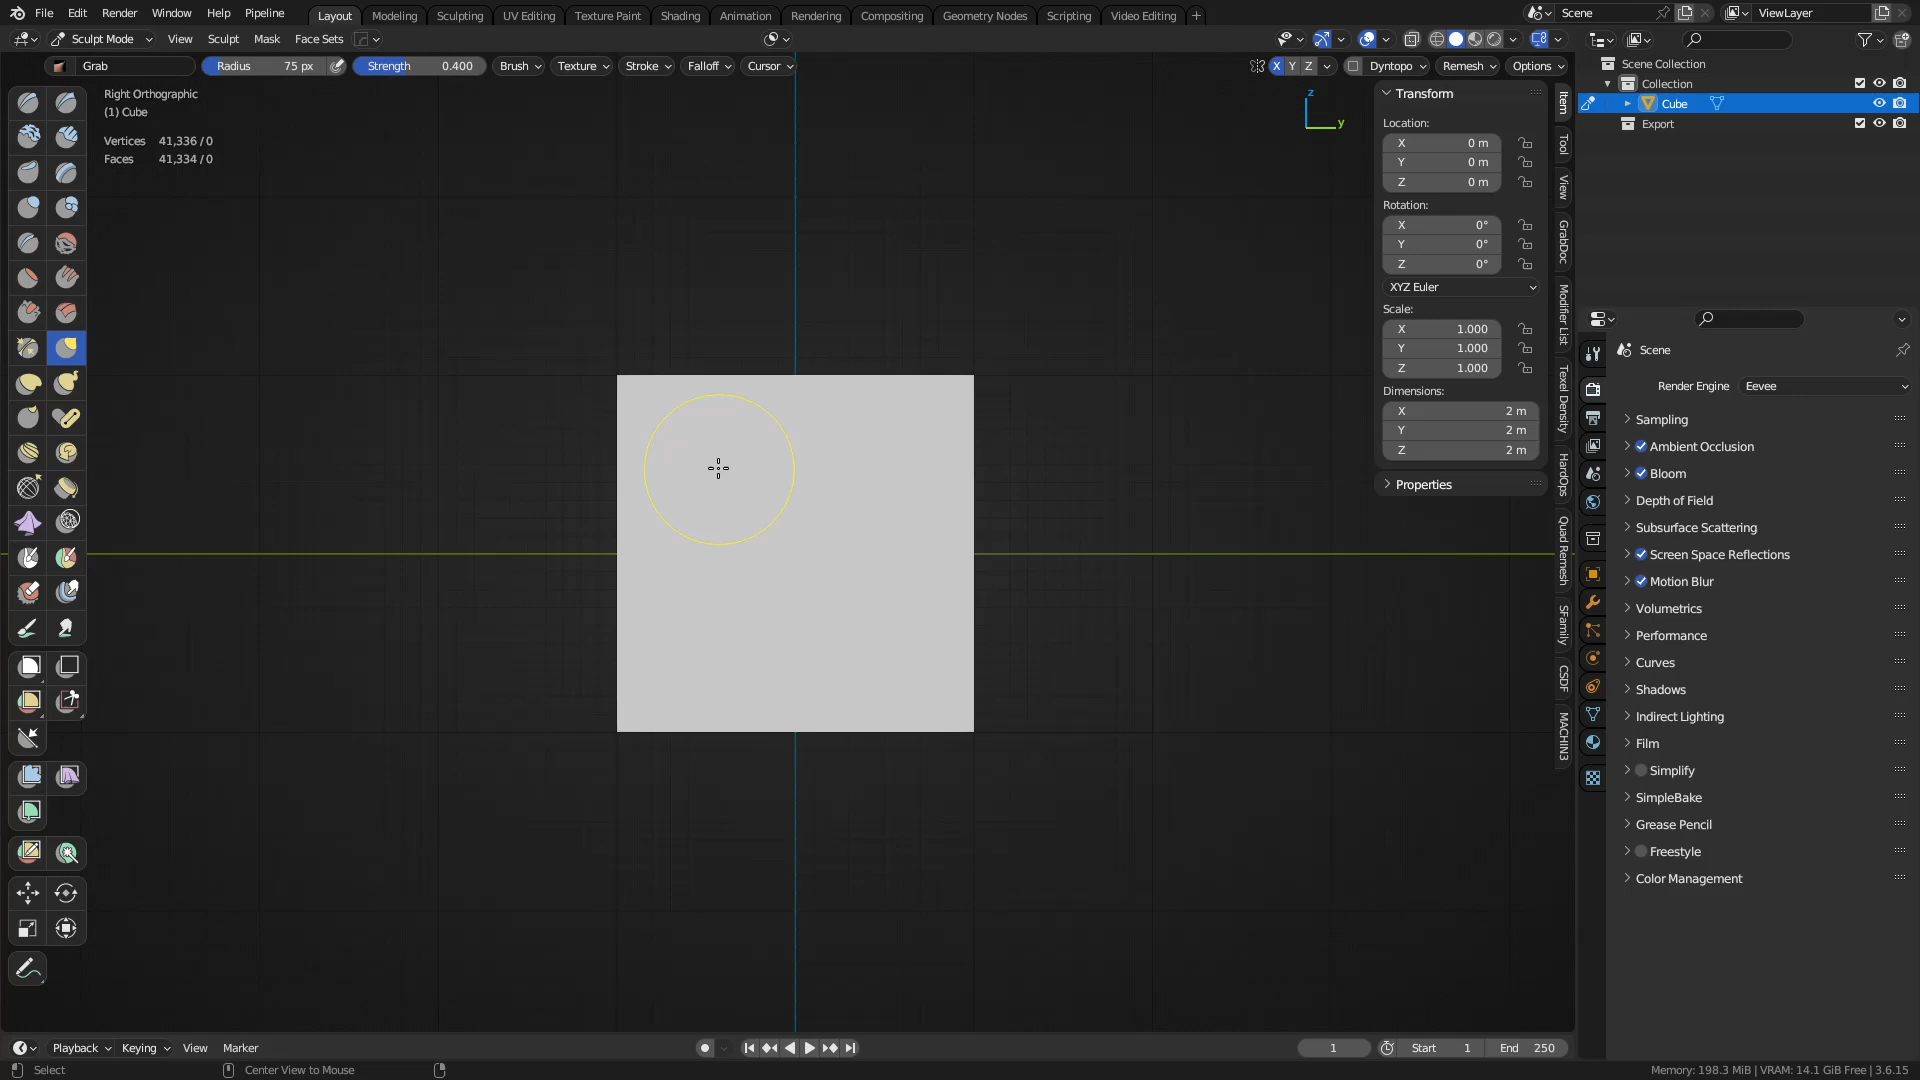 File Edit Render Window Help Pipeline Layout Modeling Sculpting UV Editing Texture Paint Shading Animation Rendering Compositing Geometry Nodes Scripting Video Editing + Scene ViewLayer
Sculpt Mode View Sculpt Mask Face Sets
Grab Radius 75 px Strength 0.400 Brush Texture Stroke Falloff Cursor X Y Z Dyntopo Remesh Options
Right Orthographic
(1) Cube
Vertices 41,336 / 0
Faces 41,334 / 0
z
y
Transform
Location:
X 0 m
Y 0 m
Z 0 m
Rotation:
X 0°
Y 0°
Z 0°
XYZ Euler
Scale:
X 1.000
Y 1.000
Z 1.000
Dimensions:
X 2 m
Y 2 m
Z 2 m
Properties
Item
Tool
View
GrabDoc
Modifier List
Texel Density
HardOps
Quad Remesh
SFamily
CSDF
MACHIN3
Scene Collection
Collection
Cube
Export
Scene
Render Engine Eevee
Sampling
Ambient Occlusion
Bloom
Depth of Field
Subsurface Scattering
Screen Space Reflections
Motion Blur
Volumetrics
Performance
Curves
Shadows
Indirect Lighting
Film
Simplify
SimpleBake
Grease Pencil
Freestyle
Color Management
Playback Keying View Marker 1 Start 1 End 250
Select Center View to Mouse Memory: 198.3 MiB | VRAM: 14.1 GiB Free | 3.6.15